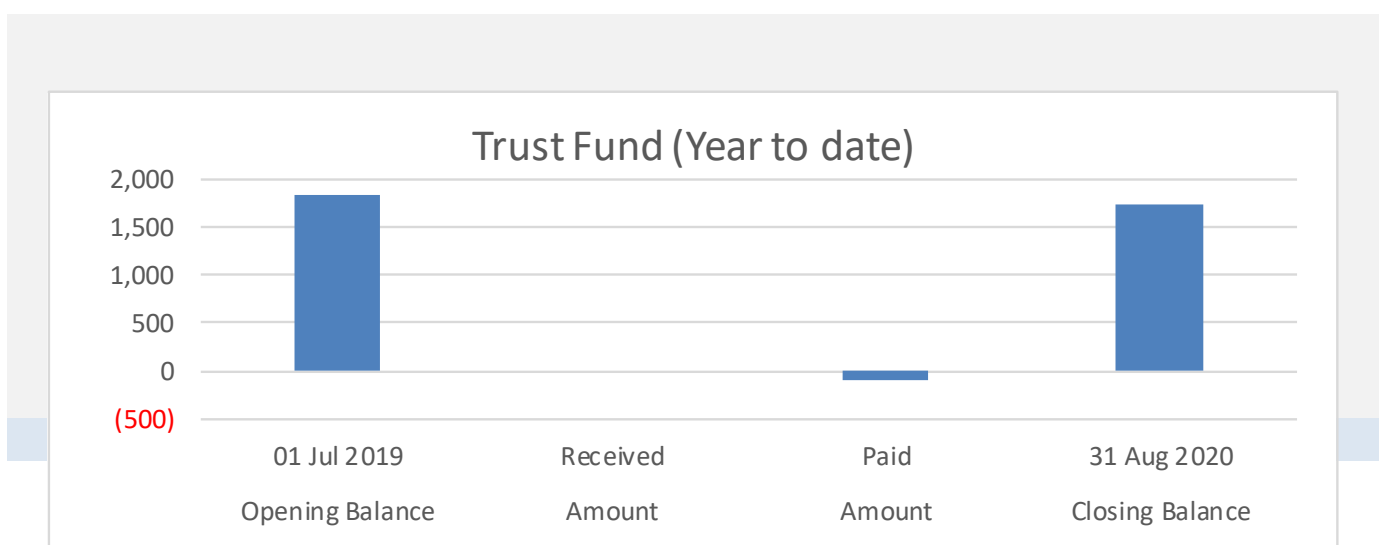 Trust Fund (Year to date)
2,000
1,500
1,000
500
0
(500)
01 Jul 2019 Received Paid 31 Aug 2020
Opening Balance Amount Amount Closing Balance